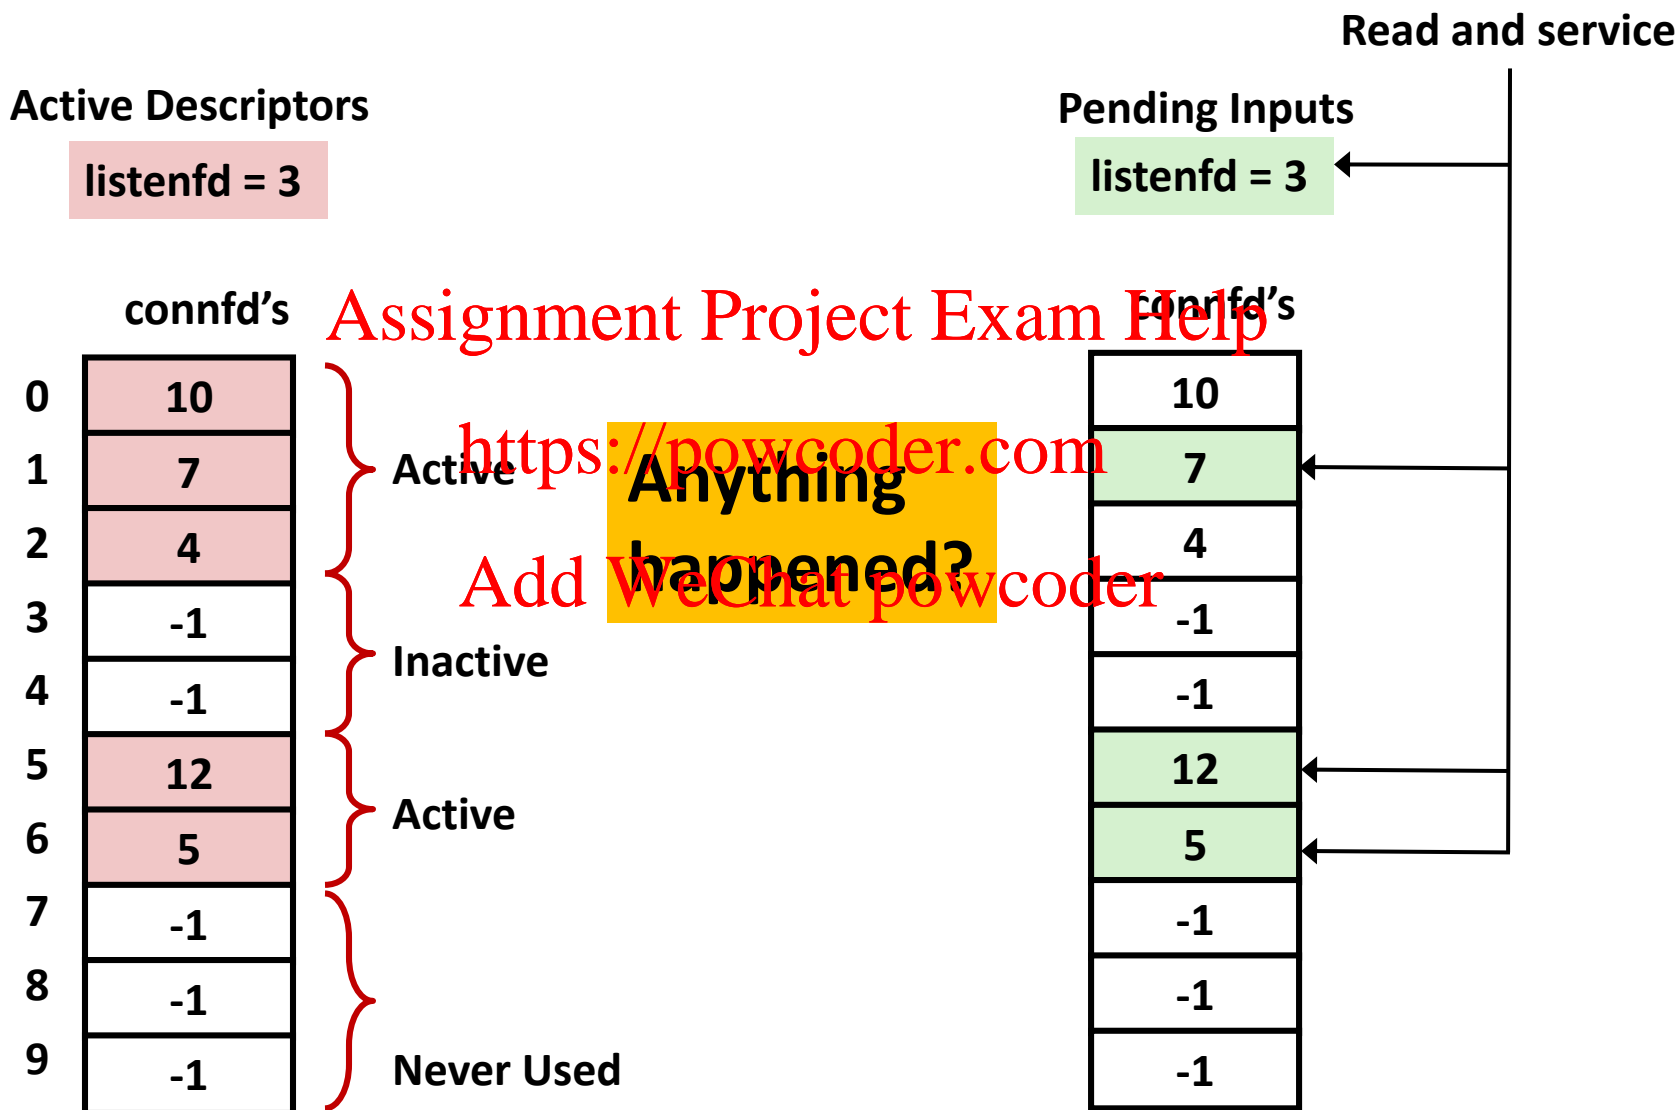 Read and service
Active Descriptors
Pending Inputs
listenfd = 3
listenfd = 3
connfd's
connfd's
Assignment Project Exam Help
0 10 10
1 7 Active 7
https://powcoder.com
Anything
happened?
2 4 4
Add WeChat powcoder
3 -1 -1
Inactive
4 -1 -1
5 12 12
Active
6 5 5
7 -1 -1
8 -1 -1
9 -1 Never Used -1